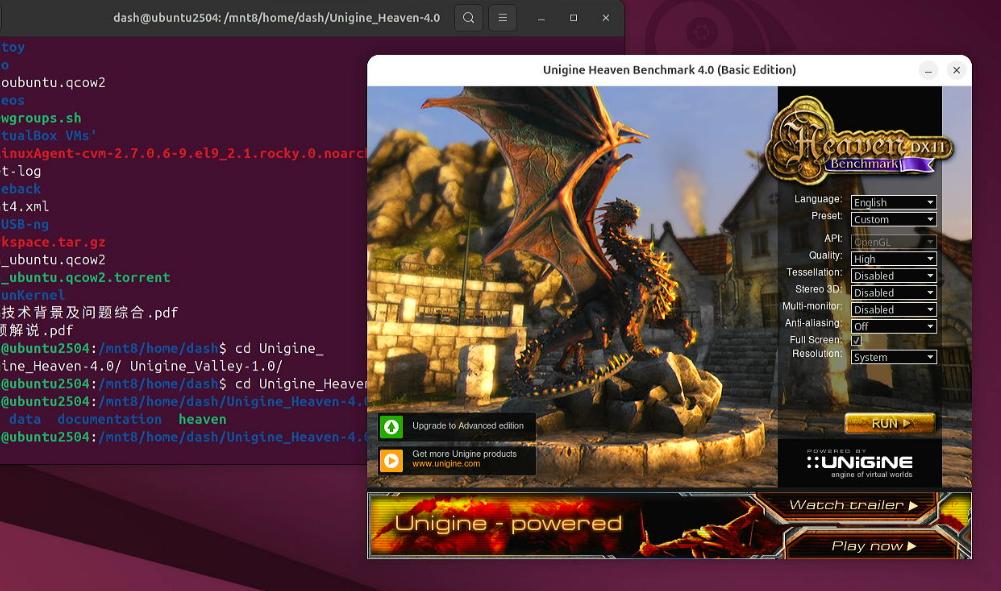 dash@ubuntu2504: /mnt8/home/dash/Unigine_Heaven-4.0
toy
o
oubuntu.qcow2
eos
wgroups.sh
tualBox VMs'
inuxAgent-cvm-2.7.0.6-9.el9_2.1.rocky.0.noarc
t-log
eback
t4.xml
USB-ng
kspace.tar.gz
_ubuntu.qcow2
_ubuntu.qcow2.torrent
unKernel
技术背景及问题综合.pdf
解说.pdf
@ubuntu2504:/mnt8/home/dash$ cd Unigine_
ine_Heaven-4.0/ Unigine_Valley-1.0/
@ubuntu2504:/mnt8/home/dash$ cd Unigine_Heaven
@ubuntu2504:/mnt8/home/dash/Unigine_Heaven-4.0
data documentation heaven
@ubuntu2504:/mnt8/home/dash/Unigine_Heaven-4.0
Unigine Heaven Benchmark 4.0 (Basic Edition)
Heaven DX11
Benchmark
Language: English
Preset: Custom
API: OpenGL
Quality: High
Tessellation: Disabled
Stereo 3D: Disabled
Multi-monitor: Disabled
Anti-aliasing: Off
Full Screen:
Resolution: System
RUN
Upgrade to Advanced edition
Get more Unigine products
www.unigine.com
POWERED BY
UNIGINE
engine of virtual worlds
Unigine - powered
Watch trailer
Play now